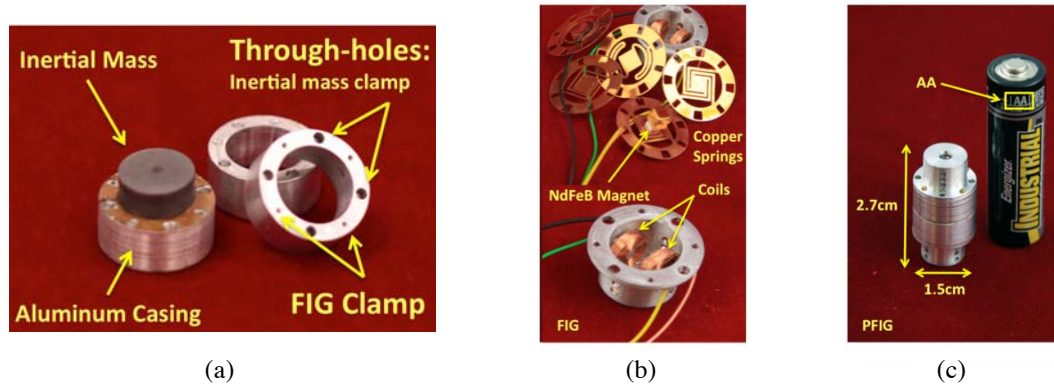 Inertial Mass
Through-holes:
Inertial mass clamp
Aluminum Casing
FIG Clamp
(a)
Copper
Springs
NdFeB Magnet
Coils
FIG
(b)
AA
AA
Energizer
INDUSTRIAL
2.7cm
1.5cm
PFIG
(c)